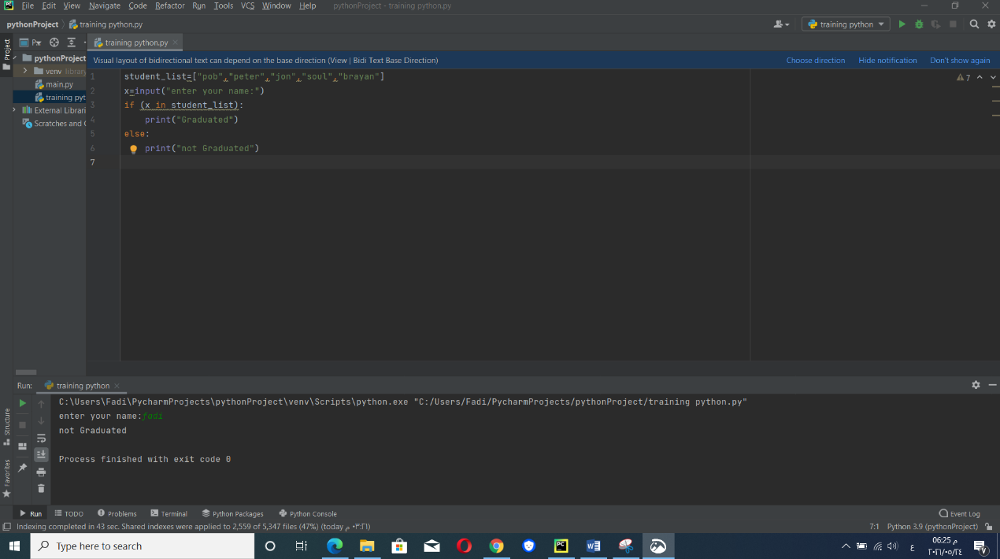 File Edit View Navigate Code Refactor Run Tools VCS Window Help pythonProject - training python.py
pythonProject training python.py training python
Project
training python.py
Visual layout of bidirectional text can depend on the base direction (View | Bidi Text Base Direction) Choose direction Hide notification Don't show again
pythonProject
venv library
main.py
training pyt
External Librari
Scratches and
1 student_list=["pob","peter","jon","soul","brayan"]
2 x=input("enter your name:")
3 if (x in student_list):
4 print("Graduated")
5 else:
6 print("not Graduated")
7
7
Run: training python
C:\Users\Fadi\PycharmProjects\pythonProject\venv\Scripts\python.exe "C:/Users/Fadi/PycharmProjects/pythonProject/training python.py"
enter your name:fadi
not Graduated
Process finished with exit code 0
Structure
Favorites
Run TODO Problems Terminal Python Packages Python Console Event Log
Indexing completed in 43 sec. Shared indexes were applied to 2,559 of 5,347 files (47%) (today م ٠٣:٢٦) 7:1 Python 3.9 (pythonProject)
Type here to search
ع
06:25 م
٢٠٢١/٠٥/٢٤